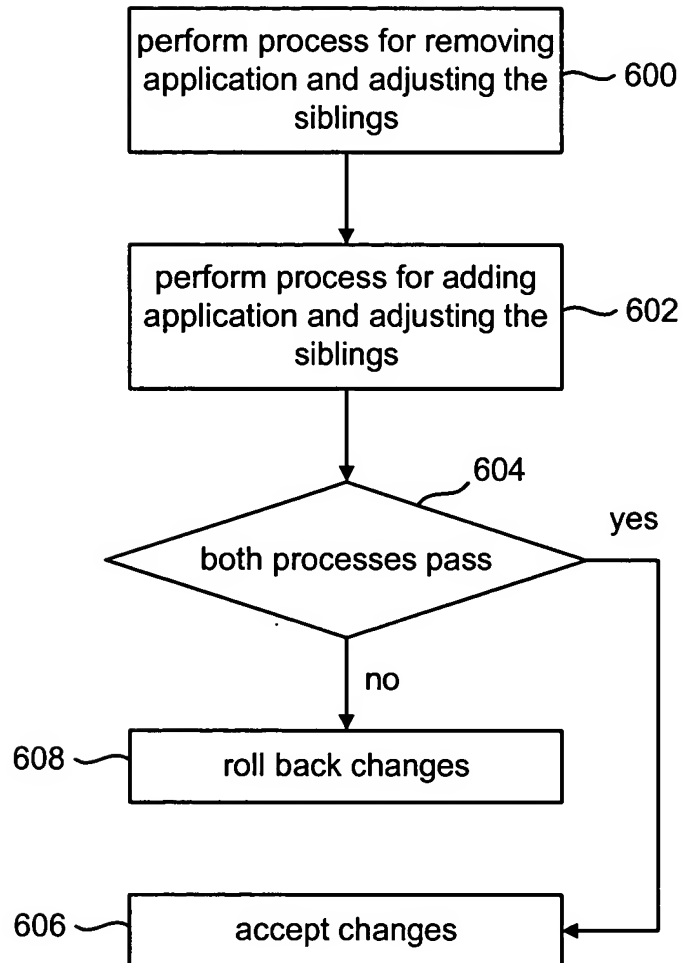 perform process for removing
application and adjusting the
siblings
600
perform process for adding
application and adjusting the
siblings
602
604
yes
both processes pass
no
608
roll back changes
606
accept changes